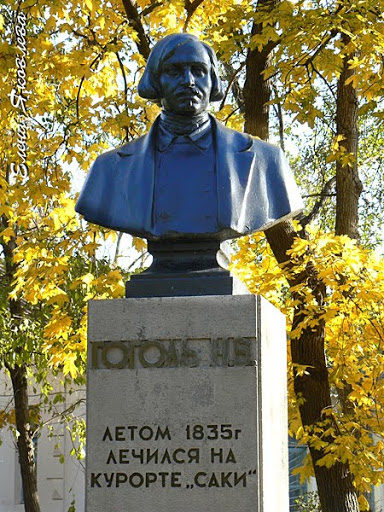 Елена Яковлева
ГОГОЛЬ Н.В.
ЛЕТОМ 1835г
ЛЕЧИЛСЯ НА
КУРОРТЕ „САКИ“